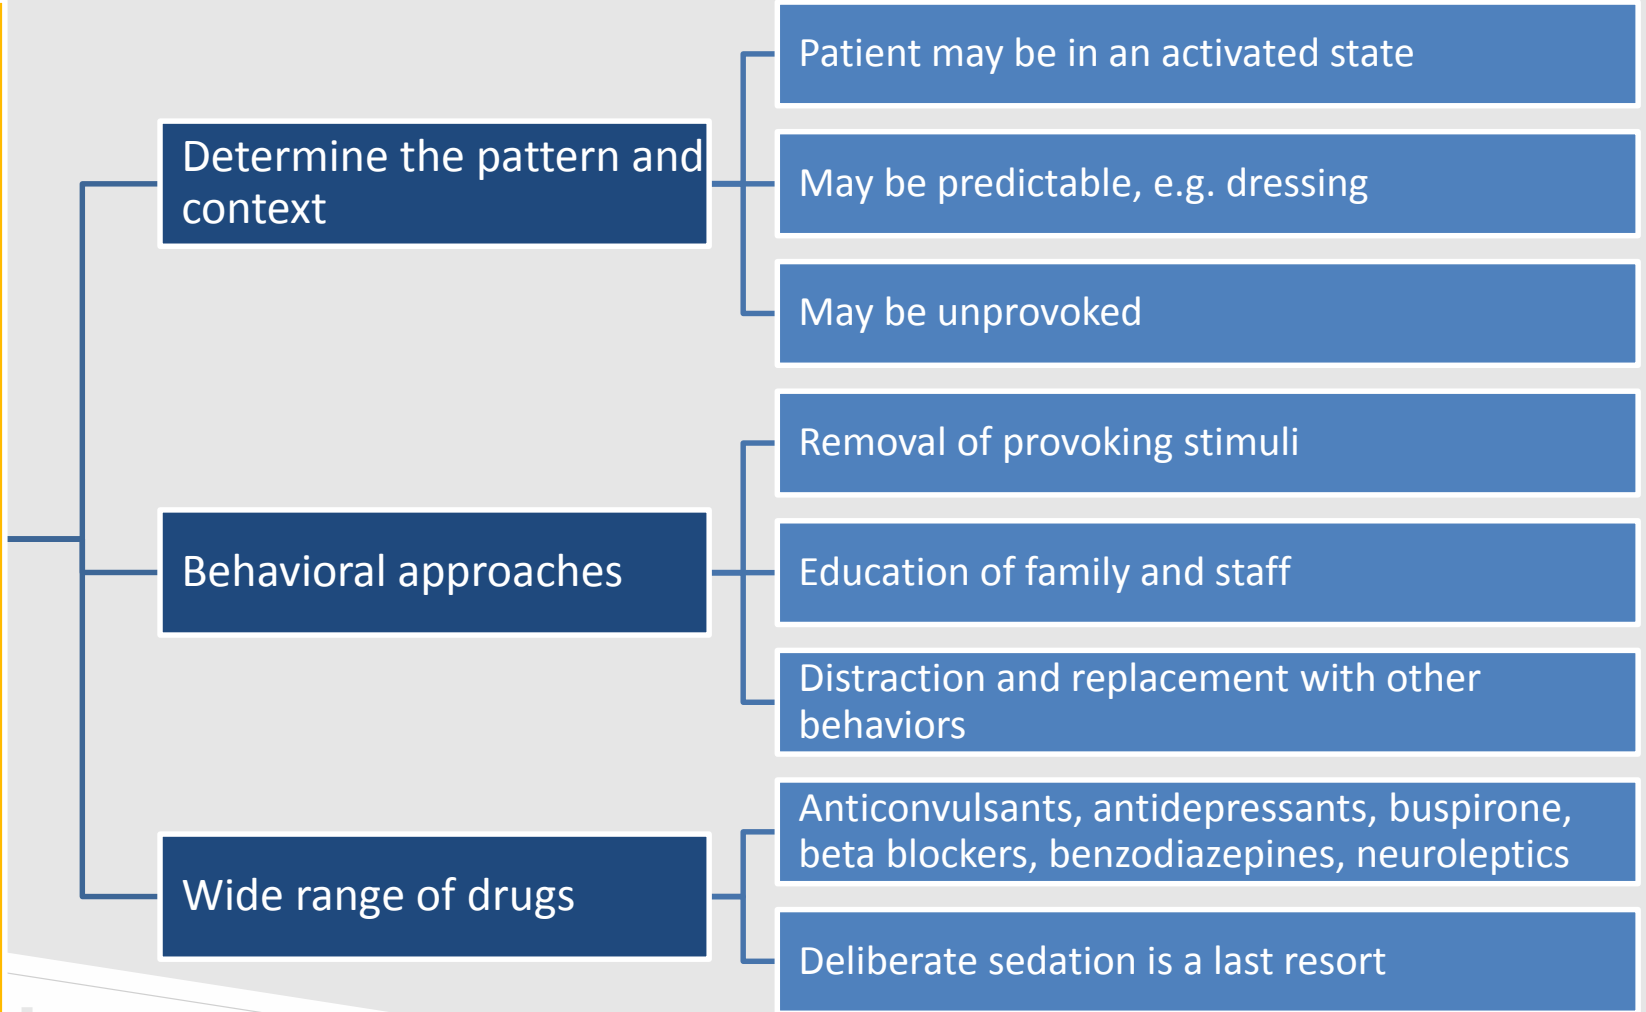 Patient may be in an activated state
Determine the pattern and
context
May be predictable, e.g. dressing
May be unprovoked
Removal of provoking stimuli
Behavioral approaches
Education of family and staff
Distraction and replacement with other
behaviors
Anticonvulsants, antidepressants, buspirone,
beta blockers, benzodiazepines, neuroleptics
Wide range of drugs
Deliberate sedation is a last resort